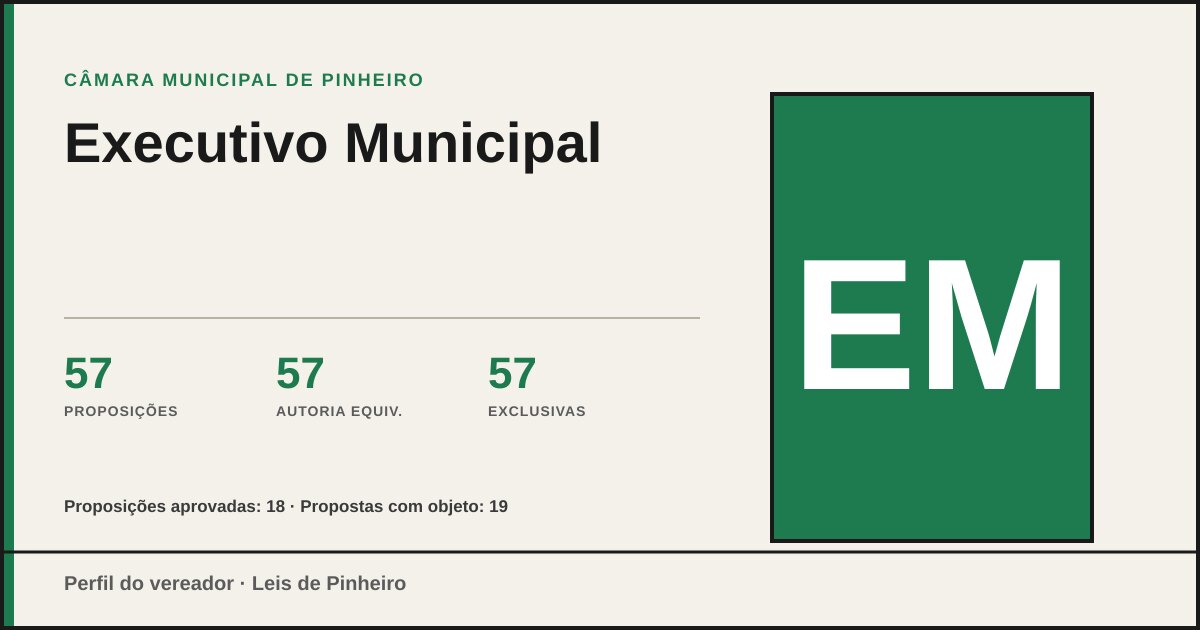 CÂMARA MUNICIPAL DE PINHEIRO
Executivo Municipal
EM
57
PROPOSIÇÕES
57
AUTORIA EQUIV.
57
EXCLUSIVAS
Proposições aprovadas: 18 · Propostas com objeto: 19
Perfil do vereador · Leis de Pinheiro